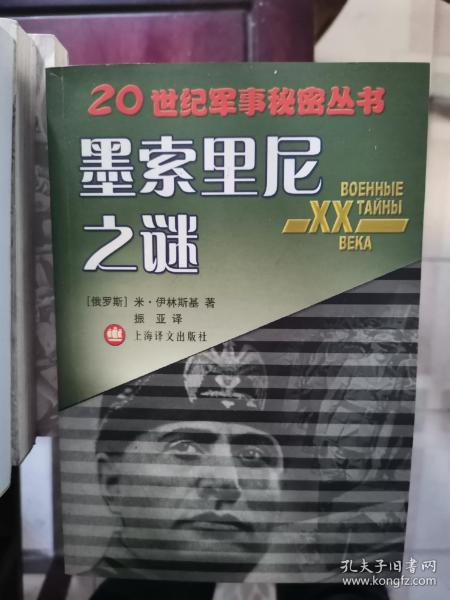 20世纪军事秘密丛书
墨索里尼
之谜
ВОЕННЫЕ
XX ТАЙНЫ
ВЕКА
[俄罗斯] 米·伊林斯基 著
振亚 译
上海译文出版社
孔夫子旧书网
www.kongfz.com